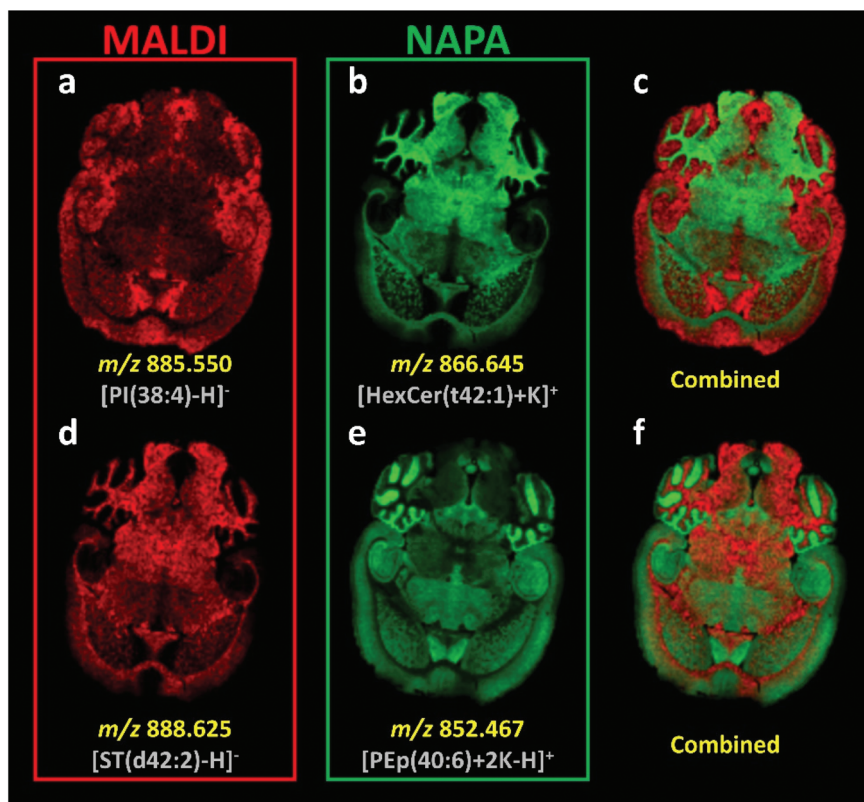 MALDI NAPA
a b c
m/z 885.550 m/z 866.645
[PI(38:4)-H]- [HexCer(t42:1)+K]+ Combined
d e f
m/z 888.625 m/z 852.467
[ST(d42:2)-H]- [PEp(40:6)+2K-H]+ Combined